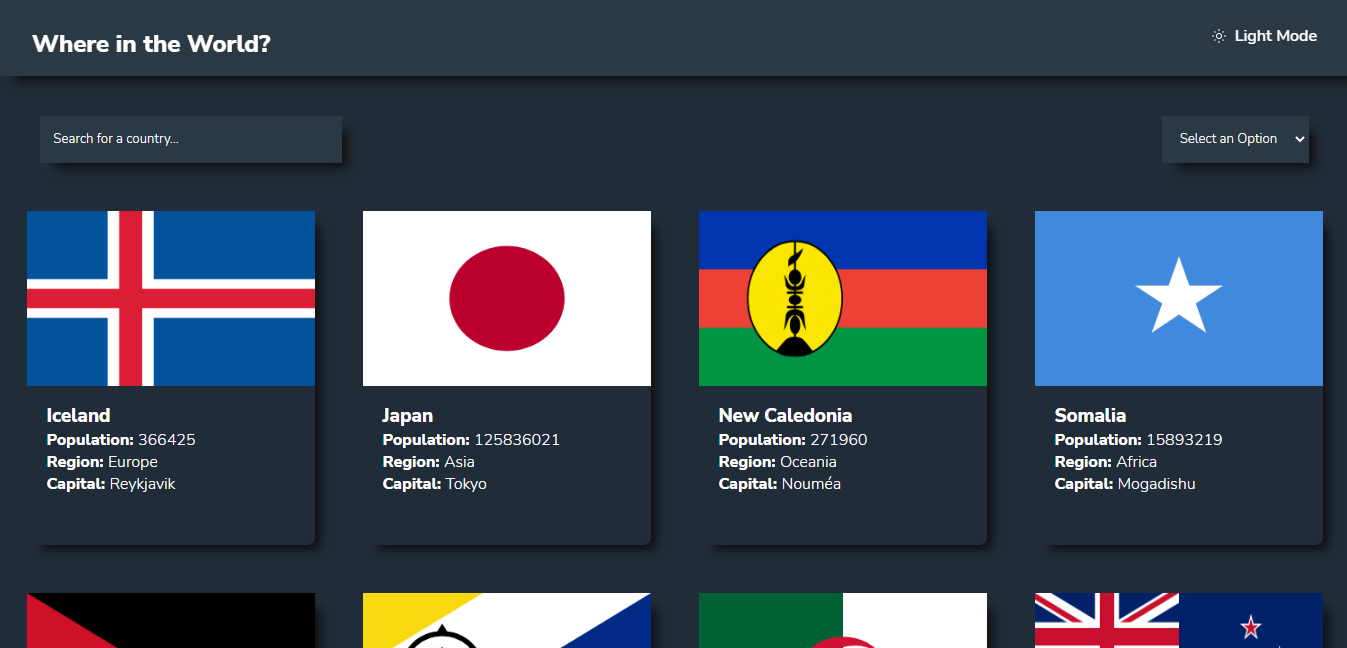 Where in the World?
Light Mode
Search for a country...
Select an Option
Iceland
Population: 366425
Region: Europe
Capital: Reykjavik
Japan
Population: 125836021
Region: Asia
Capital: Tokyo
New Caledonia
Population: 271960
Region: Oceania
Capital: Nouméa
Somalia
Population: 15893219
Region: Africa
Capital: Mogadishu